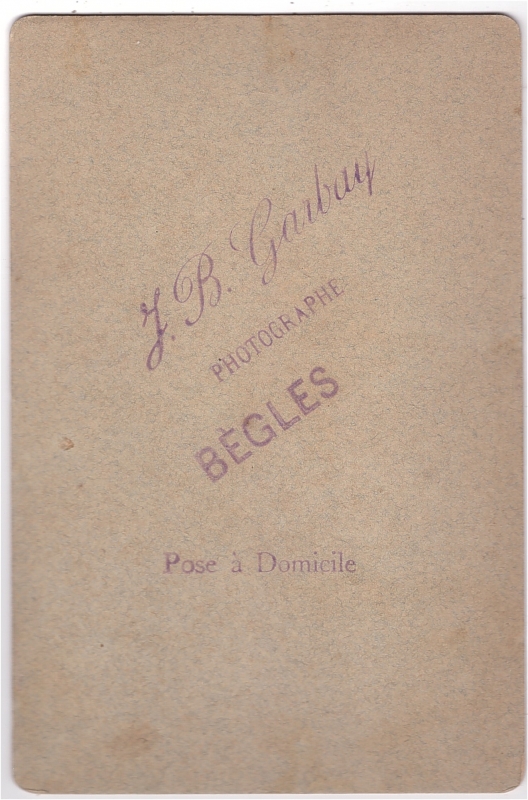 J. B. Garbay
PHOTOGRAPHE
BÈGLES
Pose à Domicile